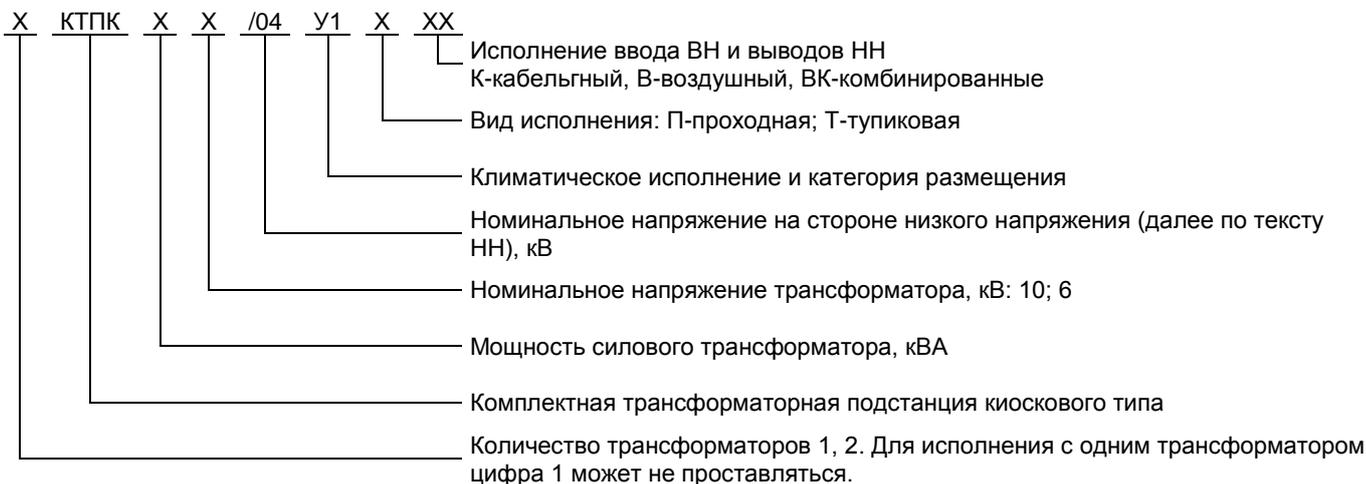 Х КТПК Х Х /04 У1 Х ХХ
Исполнение ввода ВН и выводов НН
К-кабельгный, В-воздушный, ВК-комбинированные
Вид исполнения: П-проходная; Т-тупиковая
Климатическое исполнение и категория размещения
Номинальное напряжение на стороне низкого напряжения (далее по тексту
НН), кВ
Номинальное напряжение трансформатора, кВ: 10; 6
Мощность силового трансформатора, кВА
Комплектная трансформаторная подстанция киоскового типа
Количество трансформаторов 1, 2. Для исполнения с одним трансформатором
цифра 1 может не проставляться.